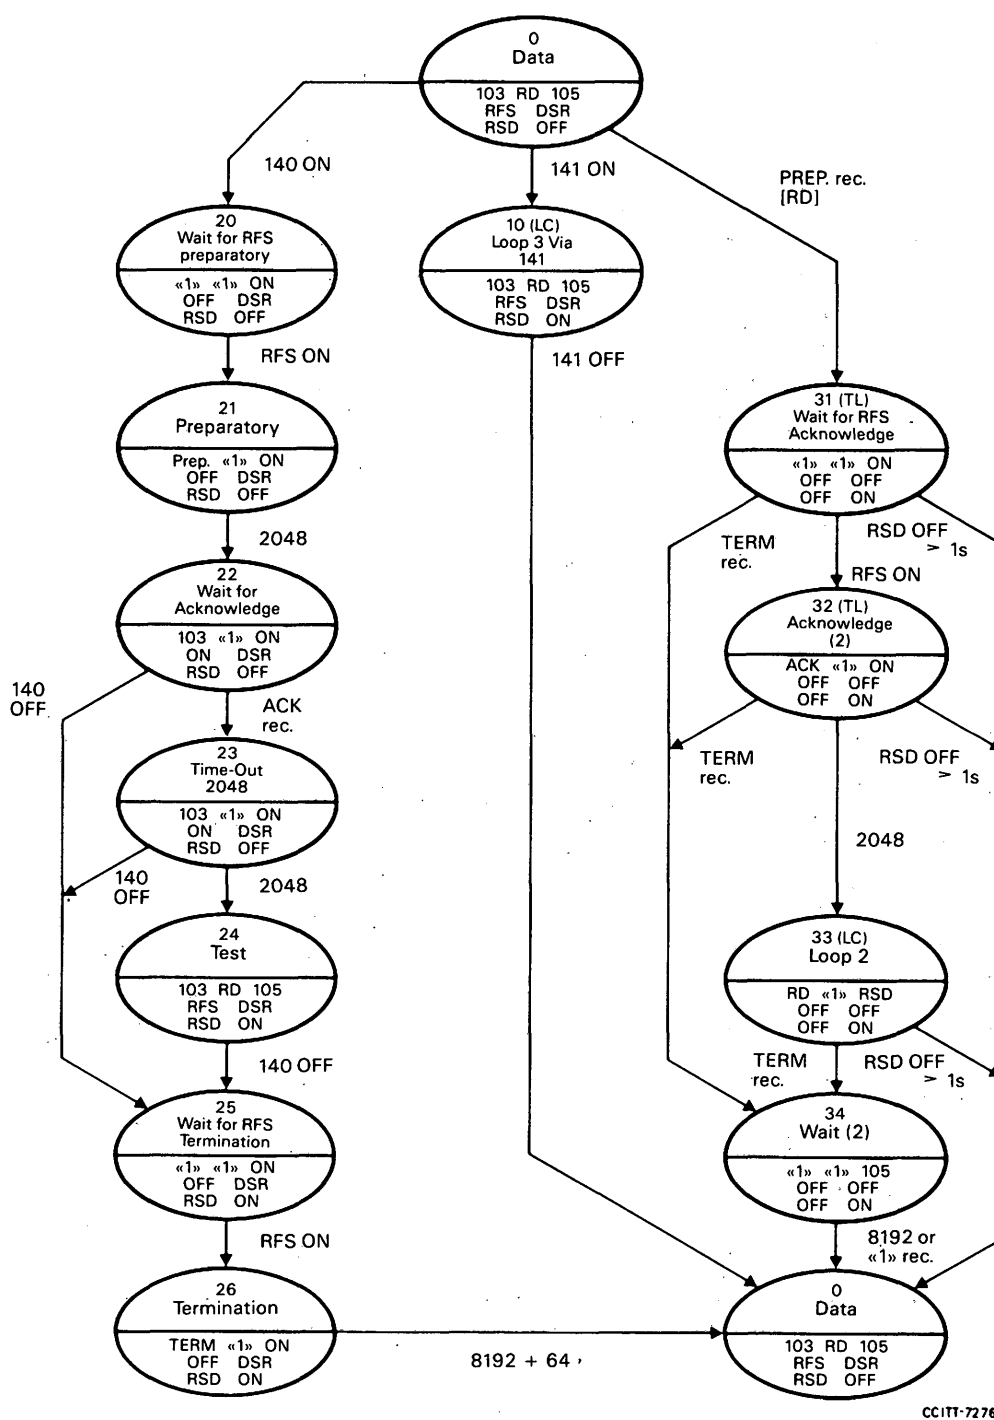 0
Data
103 RD 105
RFS DSR
RSD OFF
140 ON
141 ON
PREP. rec.
[RD]
20
Wait for RFS
preparatory
«1» «1» ON
OFF DSR
RSD OFF
10 (LC)
Loop 3 Via
141
103 RD 105
RFS DSR
RSD ON
RFS ON
141 OFF
21
Preparatory
Prep. «1» ON
OFF DSR
RSD OFF
31 (TL)
Wait for RFS
Acknowledge
«1» «1» ON
OFF OFF
OFF ON
2048
TERM
rec.
RSD OFF
≥ 1s
RFS ON
22
Wait for
Acknowledge
103 «1» ON
ON DSR
RSD OFF
32 (TL)
Acknowledge
(2)
ACK «1» ON
OFF OFF
OFF ON
140
OFF
ACK
rec.
TERM
rec.
RSD OFF
≥ 1s
23
Time-Out
2048
103 «1» ON
ON DSR
RSD OFF
2048
140
OFF
2048
24
Test
103 RD 105
RFS DSR
RSD ON
33 (LC)
Loop 2
RD «1» RSD
OFF OFF
OFF ON
140 OFF
TERM
rec.
RSD OFF
≥ 1s
25
Wait for RFS
Termination
«1» «1» ON
OFF DSR
RSD ON
34
Wait (2)
«1» «1» 105
OFF OFF
OFF ON
RFS ON
8192 or
«1» rec.
26
Termination
TERM «1» ON
OFF DSR
RSD ON
8192 + 64
0
Data
103 RD 105
RFS DSR
RSD OFF
CCITT-7276